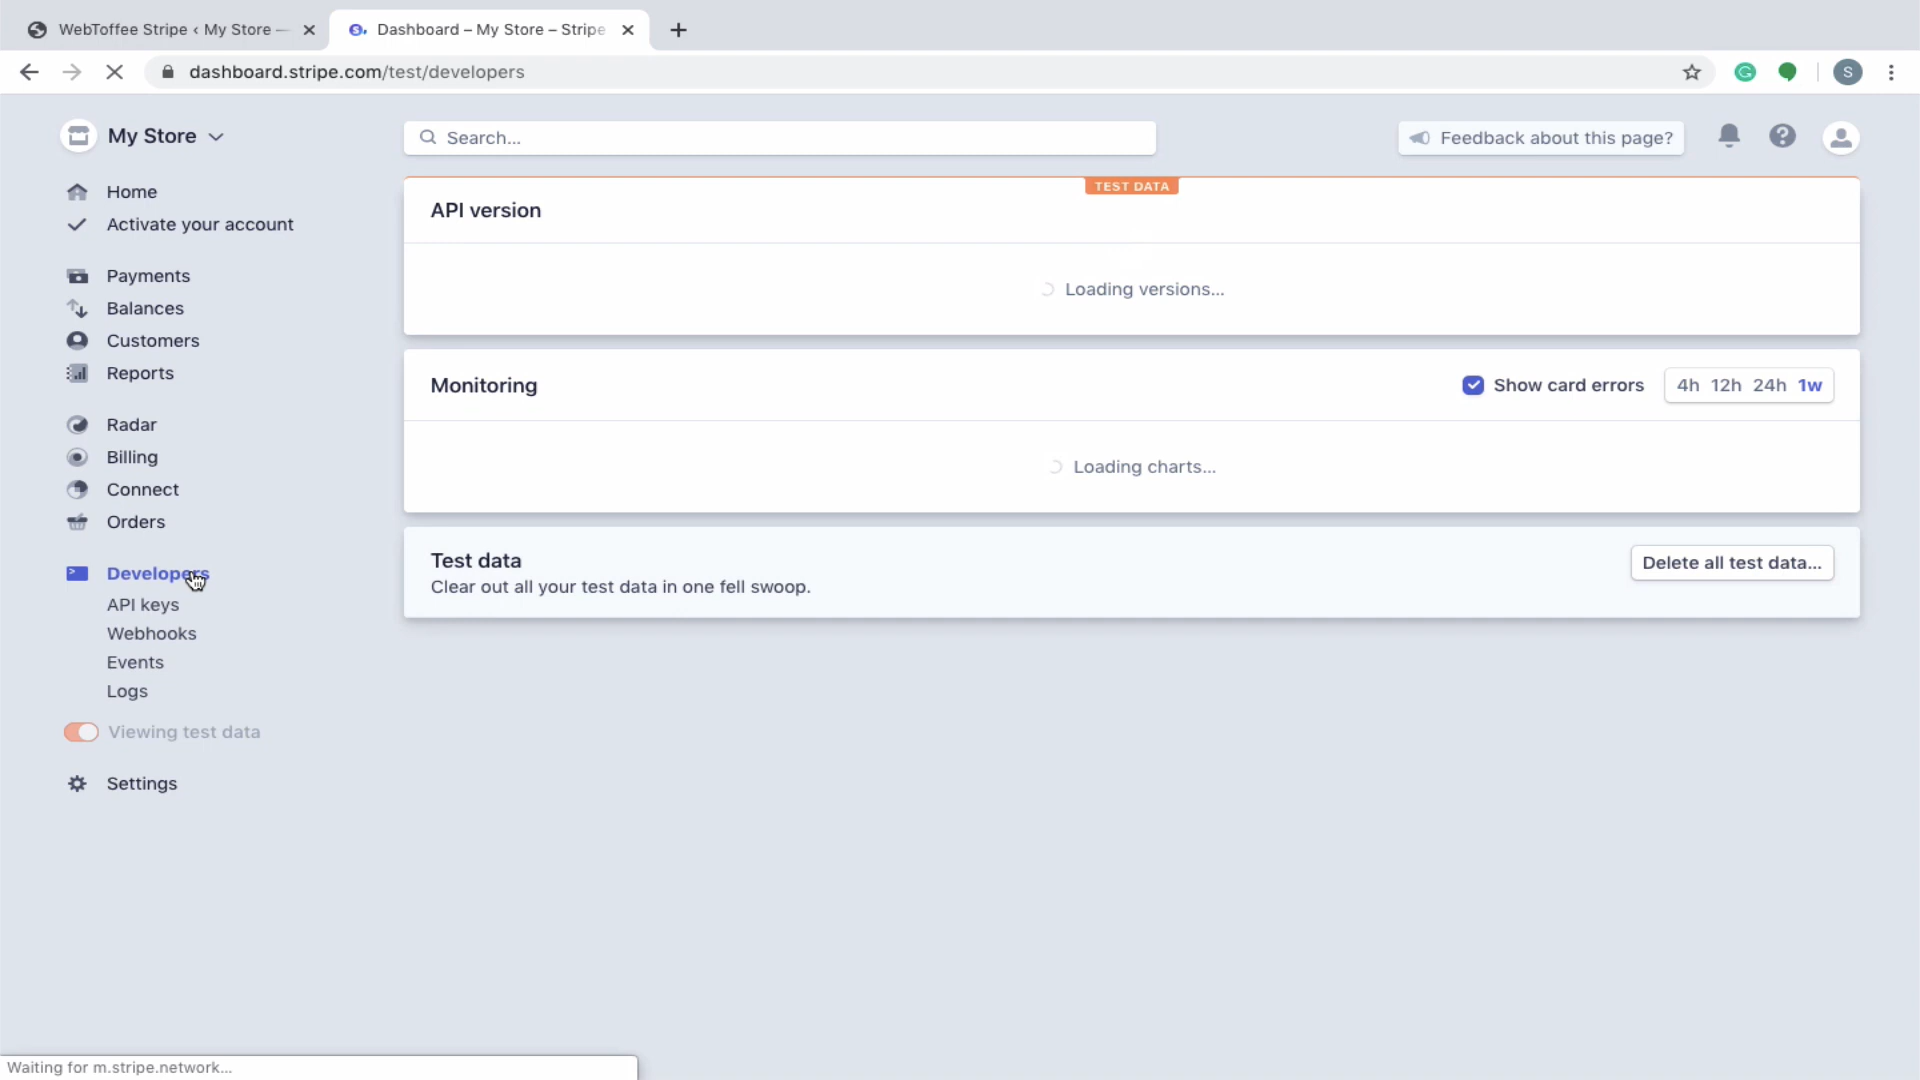 WebToffee Stripe ‹ My Store —
Dashboard – My Store – Stripe
dashboard.stripe.com/test/developers
S
My Store
Search...
Feedback about this page?
Home
Activate your account
Payments
Balances
Customers
Reports
Radar
Billing
Connect
Orders
Developers
API keys
Webhooks
Events
Logs
Viewing test data
Settings
TEST DATA
API version
Loading versions...
Monitoring
Show card errors
4h 12h 24h 1w
Loading charts...
Test data
Clear out all your test data in one fell swoop.
Delete all test data...
Waiting for m.stripe.network...